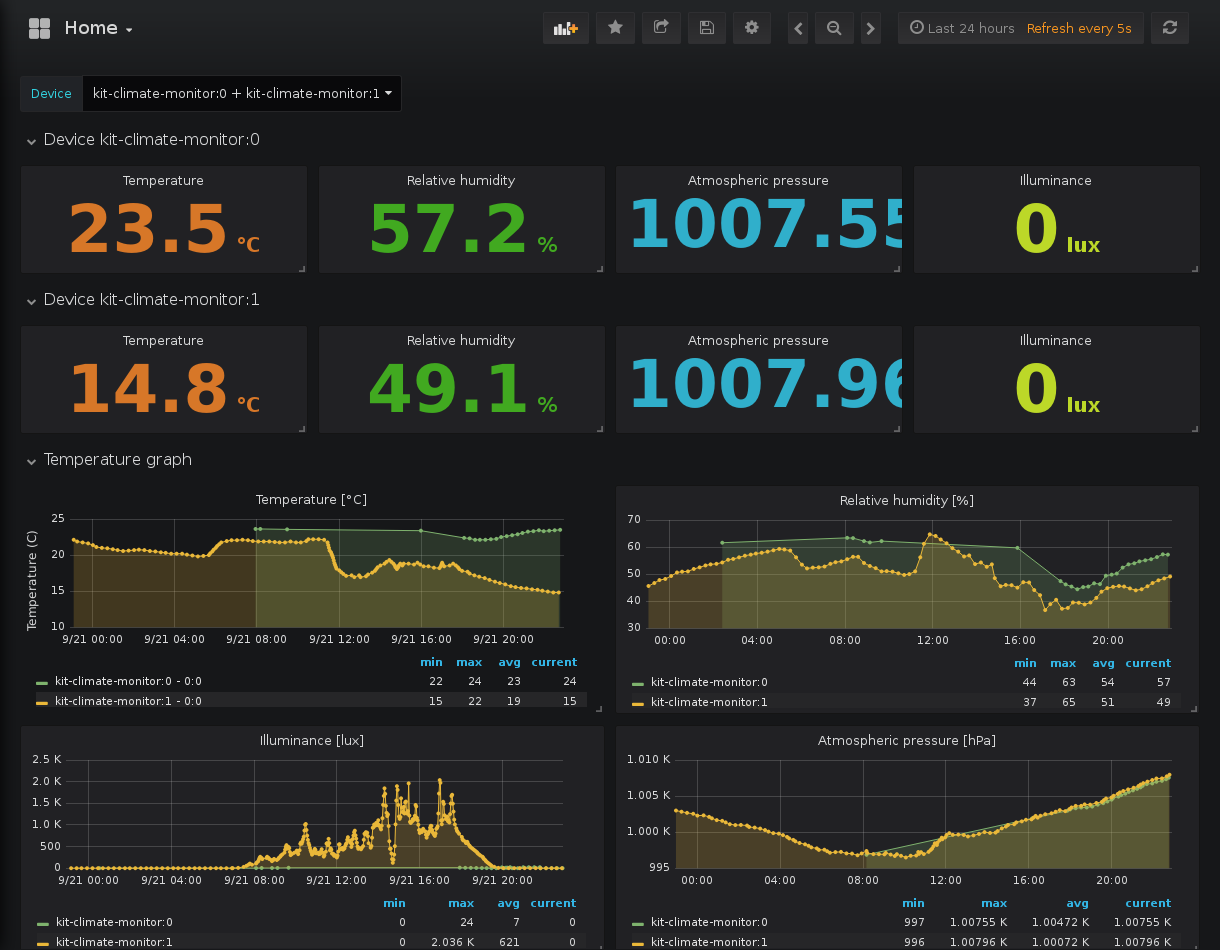 Home
Last 24 hours Refresh every 5s
Device kit-climate-monitor:0 + kit-climate-monitor:1
Device kit-climate-monitor:0
Temperature Relative humidity Atmospheric pressure Illuminance
23.5 °C 57.2 % 1007.55 0 lux
Device kit-climate-monitor:1
Temperature Relative humidity Atmospheric pressure Illuminance
14.8 °C 49.1 % 1007.96 0 lux
Temperature graph
Temperature [°C]
Temperature (C)
25
20
15
10
9/21 00:00 9/21 04:00 9/21 08:00 9/21 12:00 9/21 16:00 9/21 20:00
min max avg current
kit-climate-monitor:0 - 0:0 22 24 23 24
kit-climate-monitor:1 - 0:0 15 22 19 15
Relative humidity [%]
70
60
50
40
30
00:00 04:00 08:00 12:00 16:00 20:00
min max avg current
kit-climate-monitor:0 44 63 54 57
kit-climate-monitor:1 37 65 51 49
Illuminance [lux]
2.5 K
2.0 K
1.5 K
1.0 K
500
0
9/21 00:00 9/21 04:00 9/21 08:00 9/21 12:00 9/21 16:00 9/21 20:00
min max avg current
kit-climate-monitor:0 0 24 7 0
kit-climate-monitor:1 0 2.036 K 621 0
Atmospheric pressure [hPa]
1.010 K
1.005 K
1.000 K
995
00:00 04:00 08:00 12:00 16:00 20:00
min max avg current
kit-climate-monitor:0 997 1.00755 K 1.00472 K 1.00755 K
kit-climate-monitor:1 996 1.00796 K 1.00072 K 1.00796 K